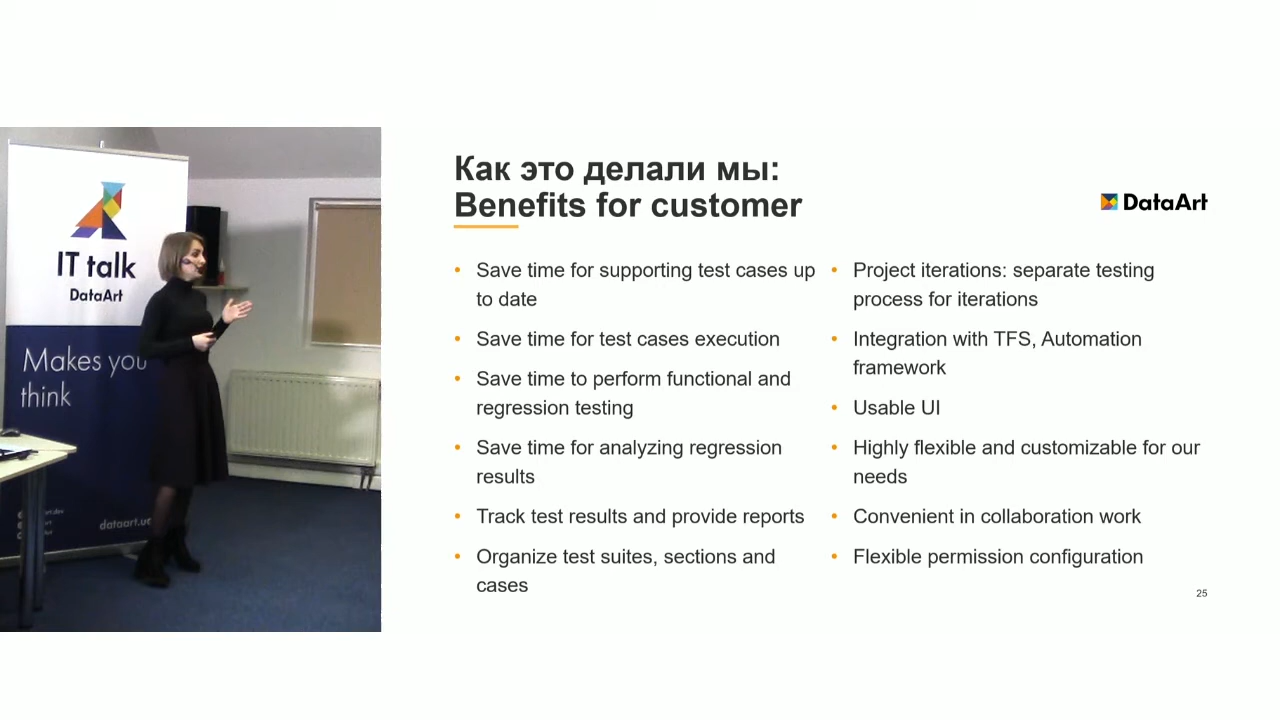 IT talk
DataArt
Makes you
think
dataart.ua
Как это делали мы:
Benefits for customer
DataArt
• Save time for supporting test cases up
to date
• Save time for test cases execution
• Save time to perform functional and
regression testing
• Save time for analyzing regression
results
• Track test results and provide reports
• Organize test suites, sections and
cases
• Project iterations: separate testing
process for iterations
• Integration with TFS, Automation
framework
• Usable UI
• Highly flexible and customizable for our
needs
• Convenient in collaboration work
• Flexible permission configuration
25